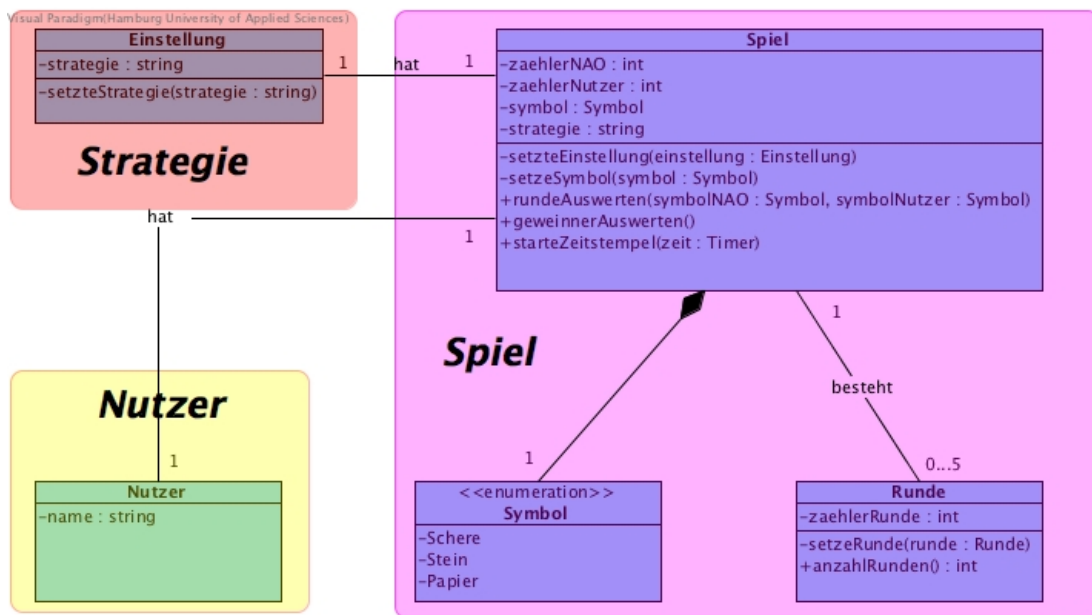 Visual Paradigm(Hamburg University of Applied Sciences)
Einstellung
-strategie : string
-setzteStrategie(strategie : string)
Strategie
1
hat
1
Spiel
-zaehlerNAO : int
-zaehlerNutzer : int
-symbol : Symbol
-strategie : string
-setzteEinstellung(einstellung : Einstellung)
-setzeSymbol(symbol : Symbol)
+rundeAuswerten(symbolNAO : Symbol, symbolNutzer : Symbol)
+geweinnerAuswerten()
+starteZeitstempel(zeit : Timer)
hat
1
1
Spiel
besteht
Nutzer
1
1
0...5
Nutzer
-name : string
<<enumeration>>
Symbol
-Schere
-Stein
-Papier
Runde
-zaehlerRunde : int
-setzeRunde(runde : Runde)
+anzahlRunden() : int